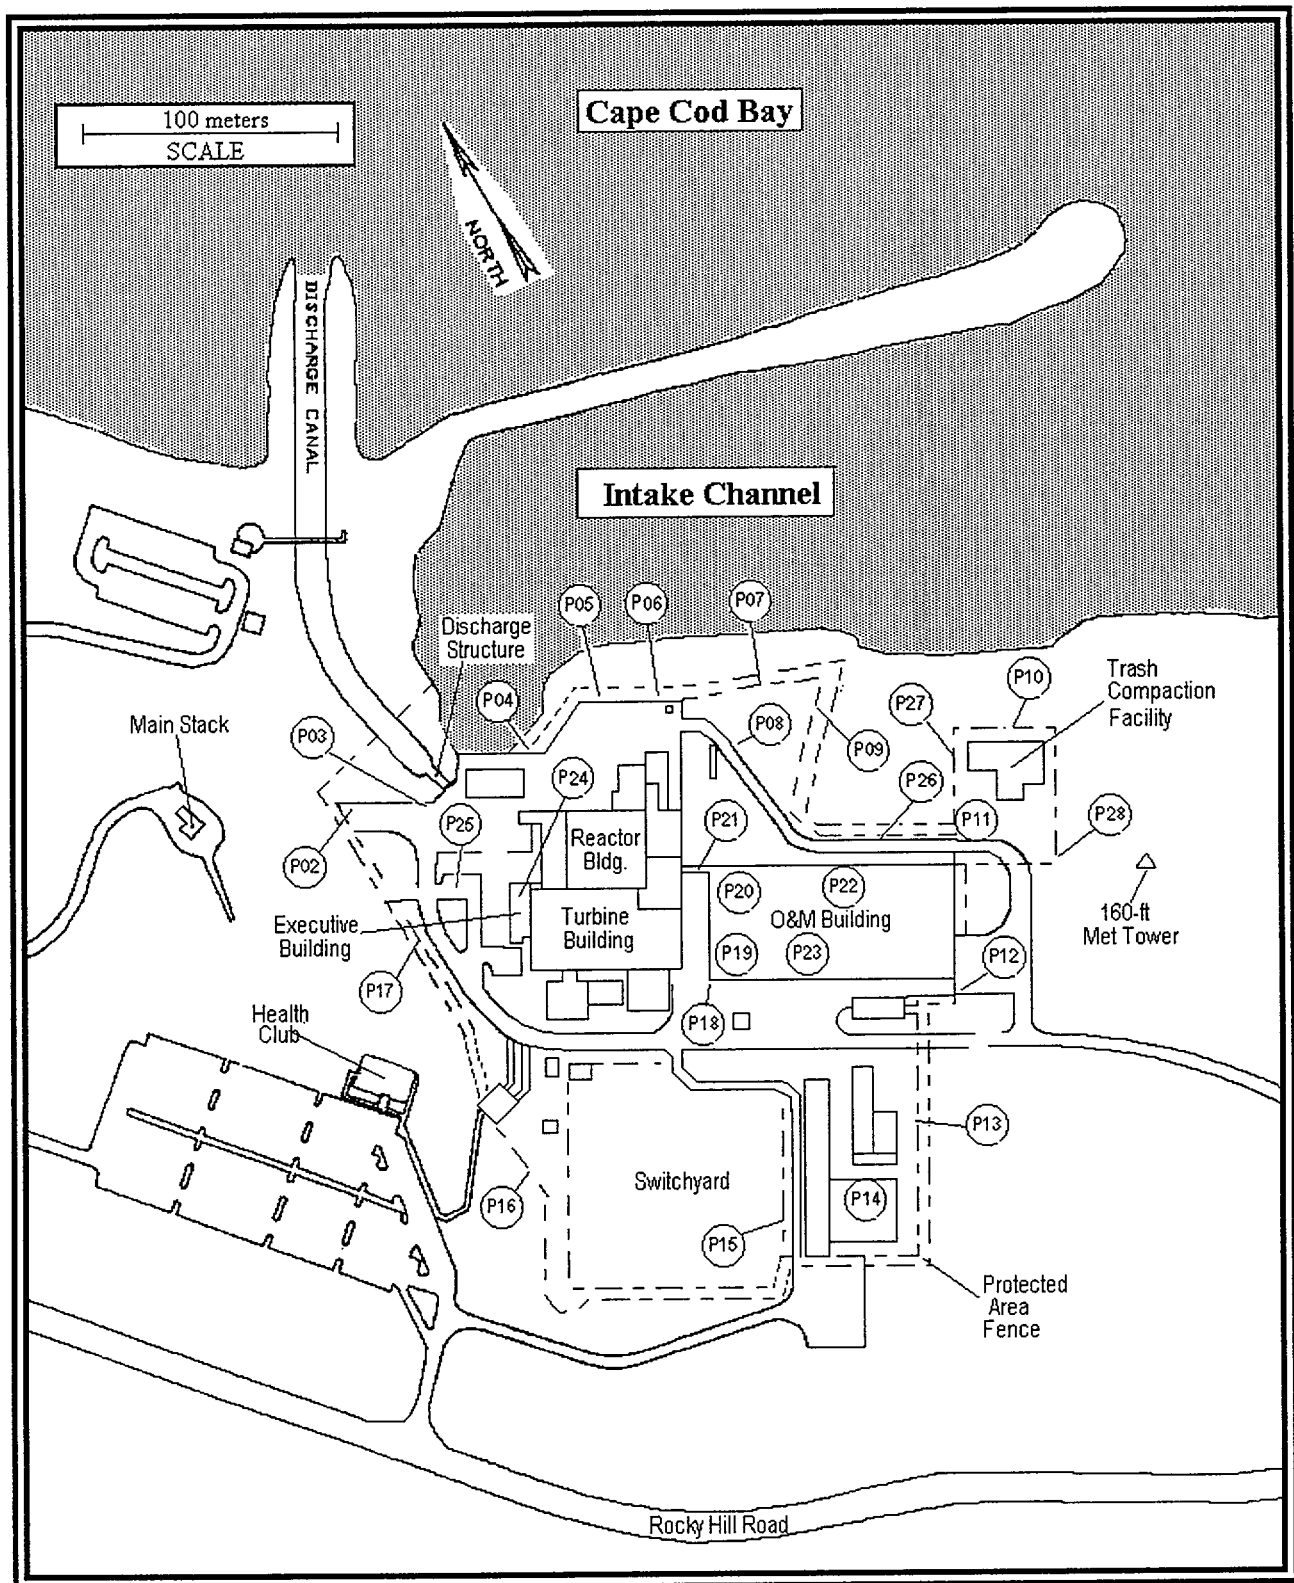 Cape Cod Bay
100 meters
SCALE
NORTH
DISCHARGE CANAL
Intake Channel
P05
P06
P07
Discharge
Structure
P04
P10
Trash
Compaction
Facility
P27
Main Stack
P03
P08
P09
P24
P26
P25
P21
P11
P28
Reactor
Bldg.
P02
P20
P22
160-ft
Met Tower
Executive
Building
Turbine
Building
O&M Building
P19
P23
P12
P17
Health
Club
P18
P13
Switchyard
P14
P16
P15
Protected
Area
Fence
Rocky Hill Road